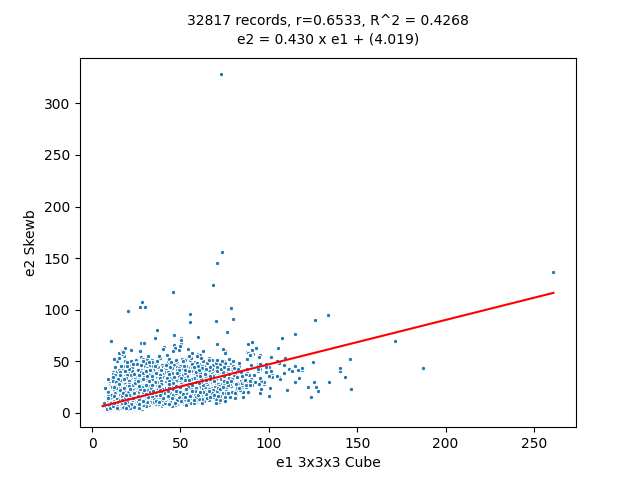 32817 records, r=0.6533, R^2 = 0.4268
e2 = 0.430 x e1 + (4.019)
300
250
200
150
100
50
0
e2 Skewb
0 50 100 150 200 250
e1 3x3x3 Cube